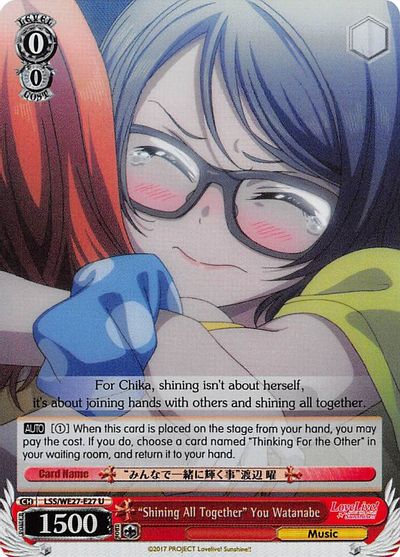 LEVEL
0
0
COST
For Chika, shining isn't about herself,
it's about joining hands with others and shining all together.
AUTO [①] When this card is placed on the stage from your hand, you may
pay the cost. If you do, choose a card named "Thinking For the Other" in
your waiting room, and return it to your hand.
Card Name "みんなで一緒に輝く事"渡辺 曜
CH LSS/WE27-E27 U
POWER
1500
SOUL
"Shining All Together" You Watanabe
LoveLive!
Sunshine!!
Music
©2017 PROJECT Lovelive! Sunshine!!